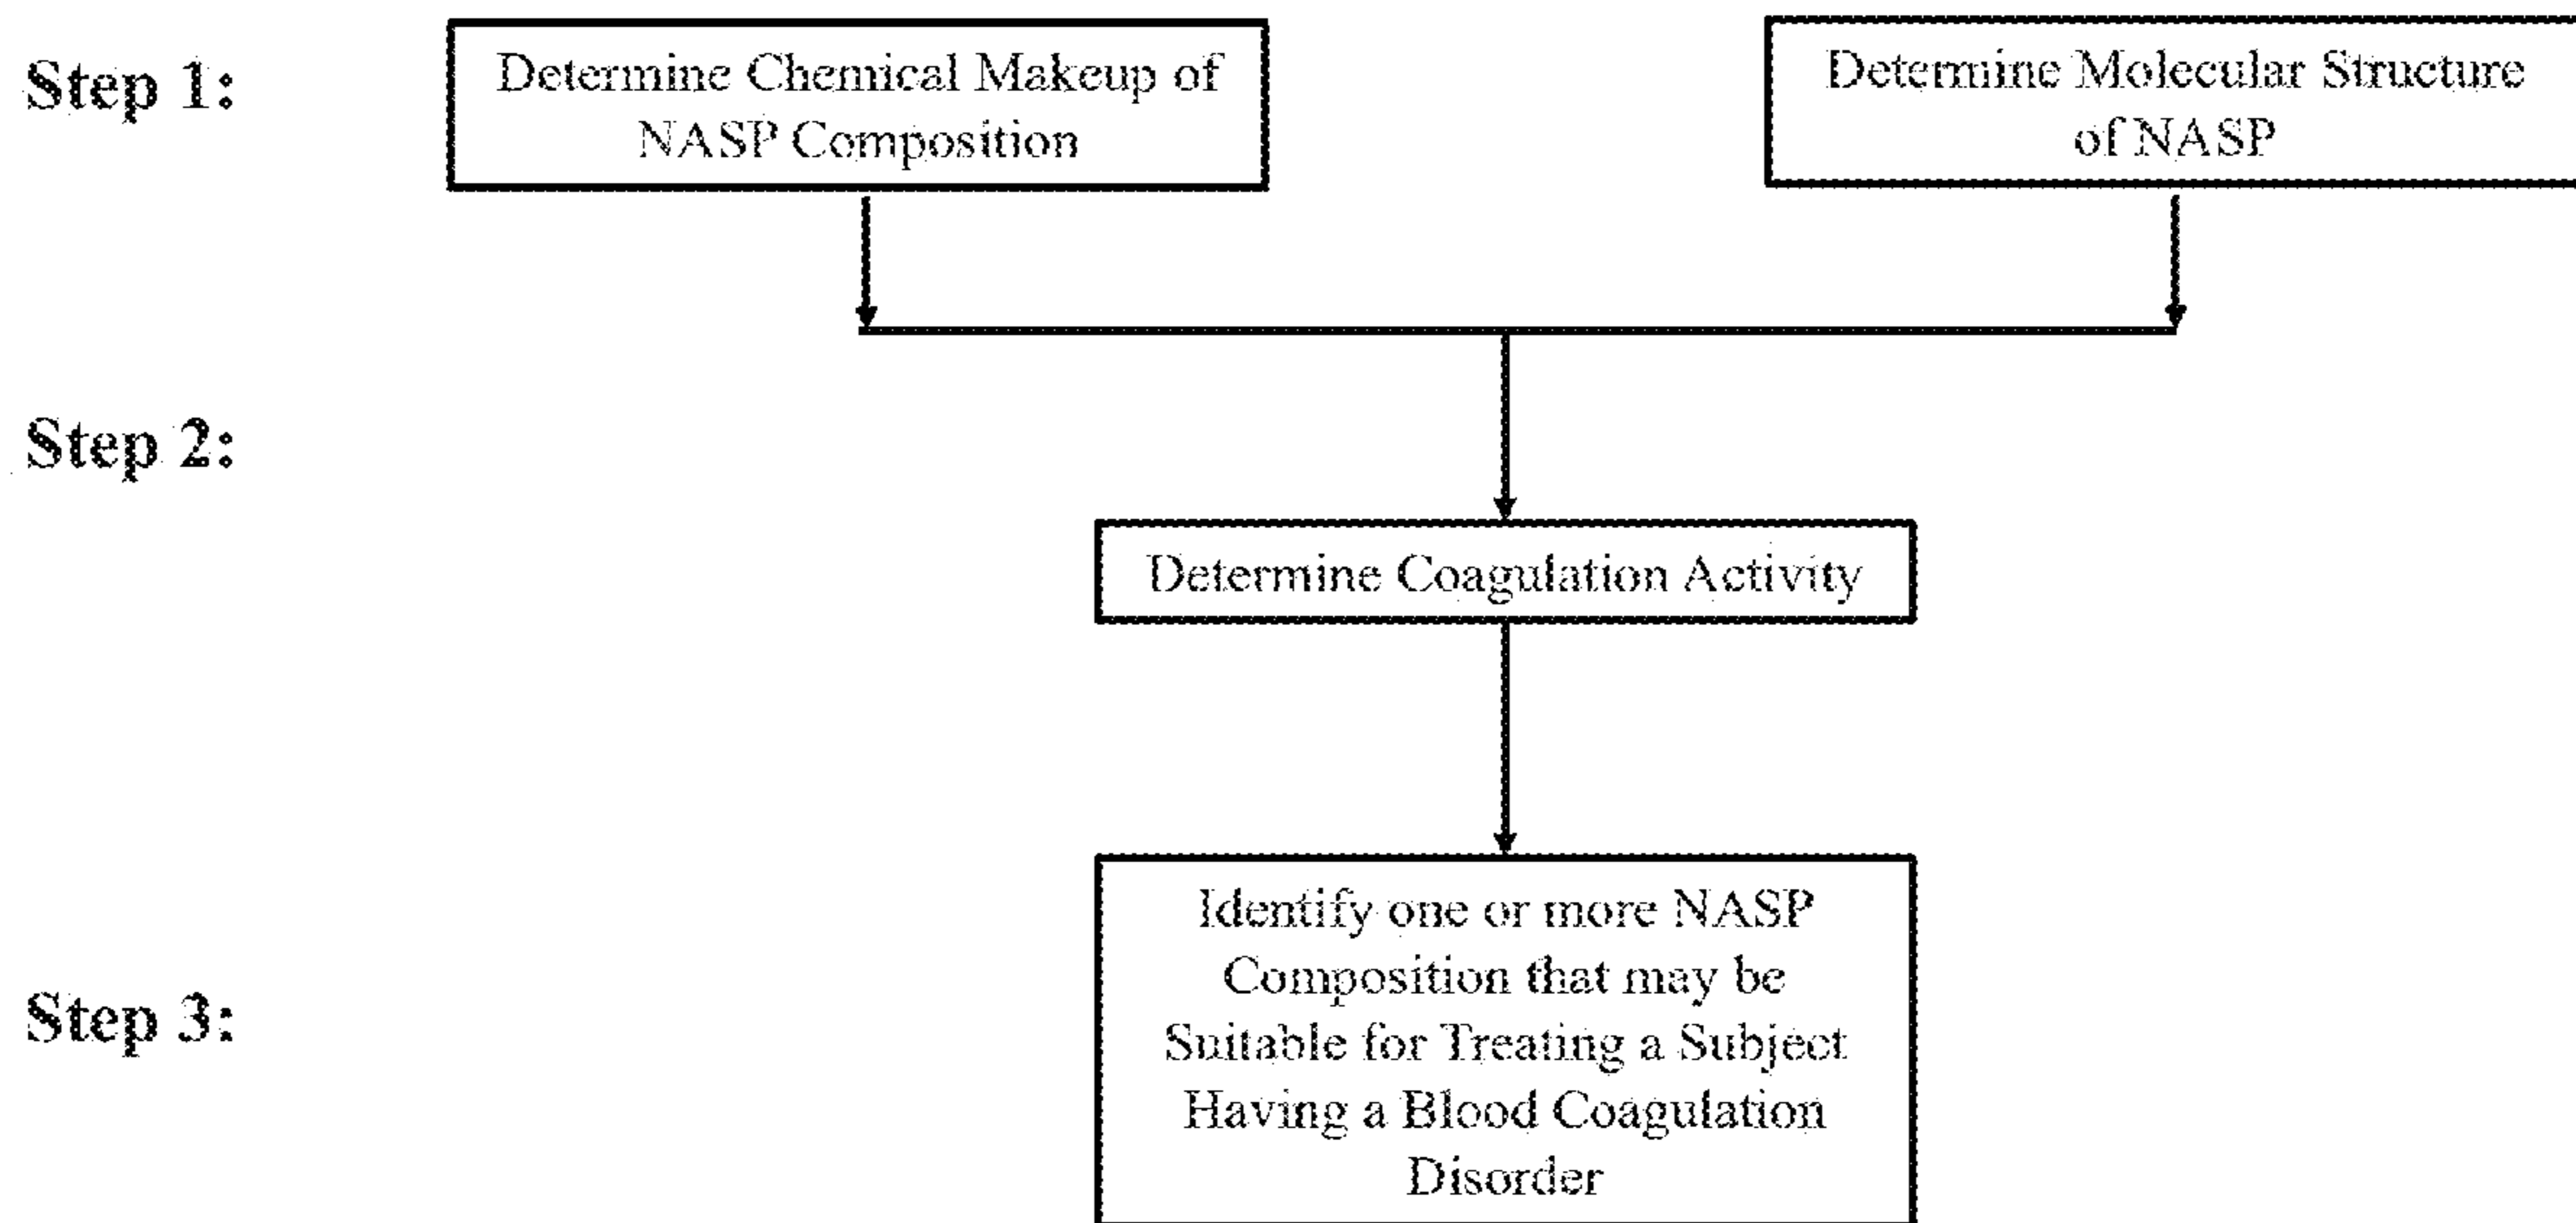 Step 1:
Determine Chemical Makeup of
NASP Composition
Determine Molecular Structure
of NASP
Step 2:
Determine Coagulation Activity
Step 3:
Identify one or more NASP
Composition that may be
Suitable for Treating a Subject
Having a Blood Coagulation
Disorder